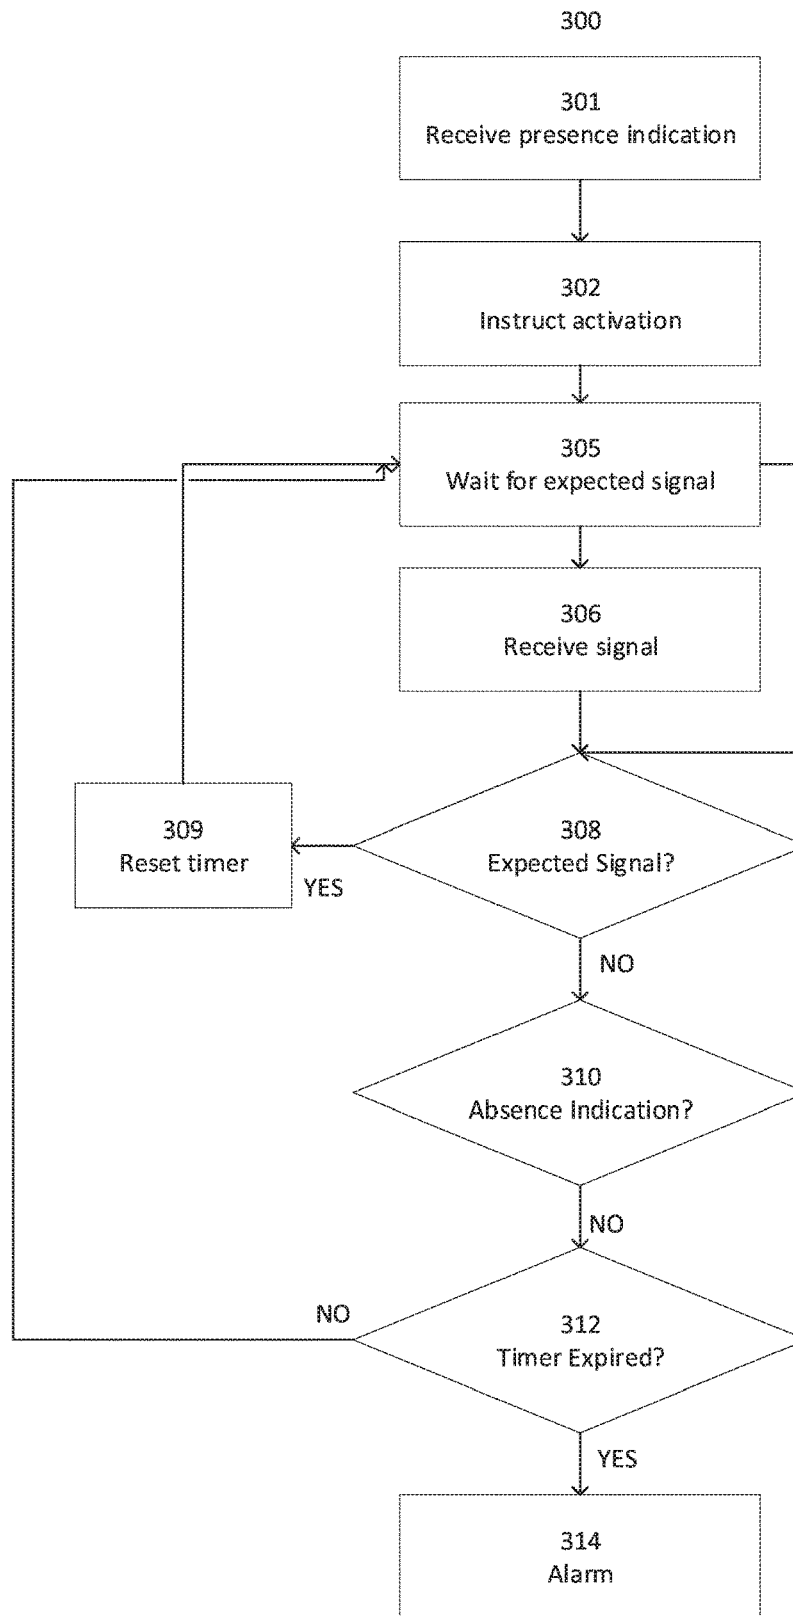 300
301
Receive presence indication
302
Instruct activation
305
Wait for expected signal
306
Receive signal
308
Expected Signal?
309
Reset timer
YES
NO
310
Absence Indication?
NO
312
Timer Expired?
NO
YES
314
Alarm